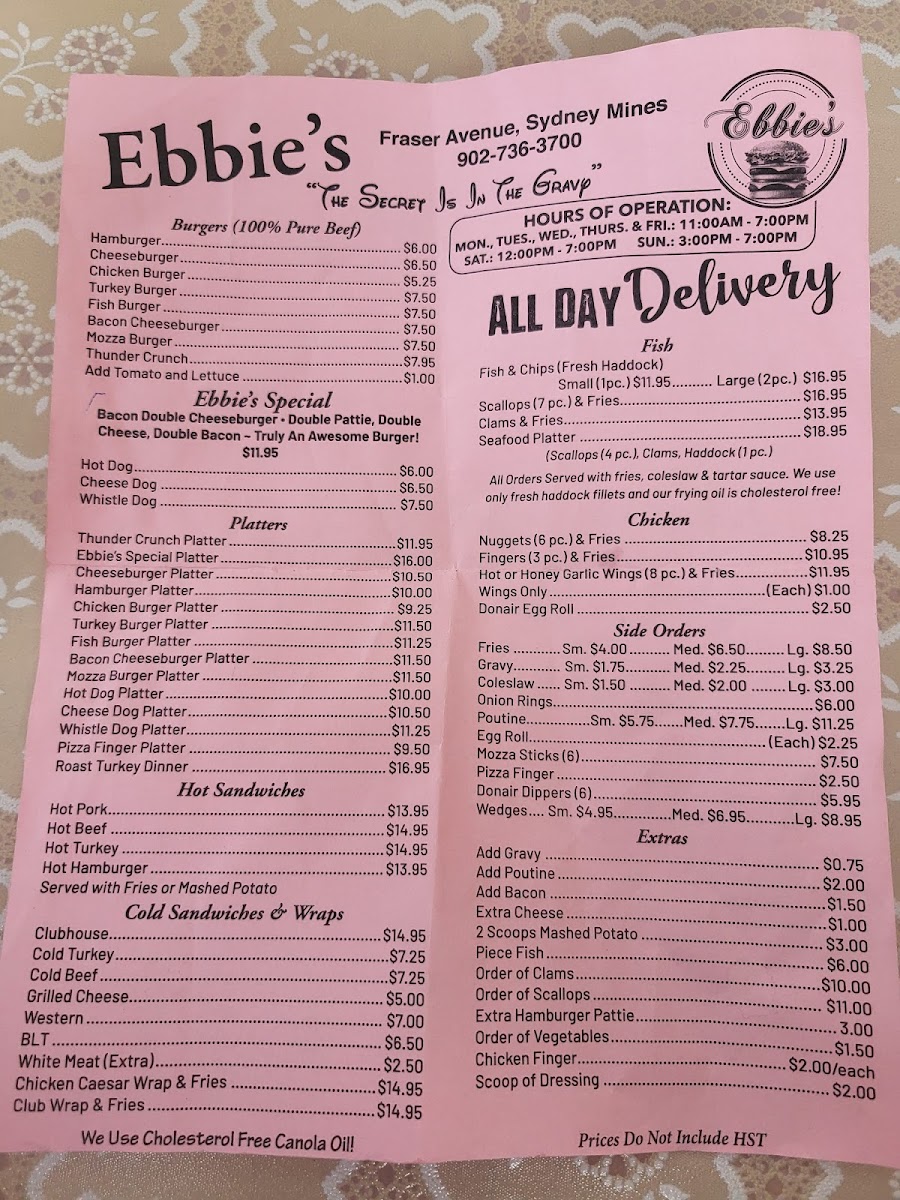 Ebbie's
Fraser Avenue, Sydney Mines
902-736-3700
"The Secret Is In The Gravy"
Ebbie's
HOURS OF OPERATION:
MON., TUES., WED., THURS. & FRI.: 11:00AM - 7:00PM
SAT.: 12:00PM - 7:00PM SUN.: 3:00PM - 7:00PM
Burgers (100% Pure Beef)
Hamburger $6.00
Cheeseburger $6.50
Chicken Burger $5.25
Turkey Burger $7.50
Fish Burger $7.50
Bacon Cheeseburger $7.50
Mozza Burger $7.50
Thunder Crunch $7.95
Add Tomato and Lettuce $1.00
Ebbie's Special
Bacon Double Cheeseburger • Double Pattie, Double
Cheese, Double Bacon ~ Truly An Awesome Burger!
$11.95
Hot Dog $6.00
Cheese Dog $6.50
Whistle Dog $7.50
Platters
Thunder Crunch Platter $11.95
Ebbie's Special Platter $16.00
Cheeseburger Platter $10.50
Hamburger Platter $10.00
Chicken Burger Platter $9.25
Turkey Burger Platter $11.50
Fish Burger Platter $11.25
Bacon Cheeseburger Platter $11.50
Mozza Burger Platter $11.50
Hot Dog Platter $10.00
Cheese Dog Platter $10.50
Whistle Dog Platter $11.25
Pizza Finger Platter $9.50
Roast Turkey Dinner $16.95
Hot Sandwiches
Hot Pork $13.95
Hot Beef $14.95
Hot Turkey $14.95
Hot Hamburger $13.95
Served with Fries or Mashed Potato
Cold Sandwiches & Wraps
Clubhouse $14.95
Cold Turkey $7.25
Cold Beef $7.25
Grilled Cheese $5.00
Western $7.00
BLT $6.50
White Meat (Extra) $2.50
Chicken Caesar Wrap & Fries $14.95
Club Wrap & Fries $14.95
We Use Cholesterol Free Canola Oil!
ALL DAY Delivery
Fish
Fish & Chips (Fresh Haddock)
Small (1pc.) $11.95 Large (2pc.) $16.95
Scallops (7 pc.) & Fries $16.95
Clams & Fries $13.95
Seafood Platter $18.95
(Scallops (4 pc.), Clams, Haddock (1 pc.)
All Orders Served with fries, coleslaw & tartar sauce. We use
only fresh haddock fillets and our frying oil is cholesterol free!
Chicken
Nuggets (6 pc.) & Fries $8.25
Fingers (3 pc.) & Fries $10.95
Hot or Honey Garlic Wings (8 pc.) & Fries $11.95
Wings Only (Each) $1.00
Donair Egg Roll $2.50
Side Orders
Fries Sm. $4.00 Med. $6.50 Lg. $8.50
Gravy Sm. $1.75 Med. $2.25 Lg. $3.25
Coleslaw Sm. $1.50 Med. $2.00 Lg. $3.00
Onion Rings $6.00
Poutine Sm. $5.75 Med. $7.75 Lg. $11.25
Egg Roll (Each) $2.25
Mozza Sticks (6) $7.50
Pizza Finger $2.50
Donair Dippers (6) $5.95
Wedges Sm. $4.95 Med. $6.95 Lg. $8.95
Extras
Add Gravy $0.75
Add Poutine $2.00
Add Bacon $1.50
Extra Cheese $1.00
2 Scoops Mashed Potato $3.00
Piece Fish $6.00
Order of Clams $10.00
Order of Scallops $11.00
Extra Hamburger Pattie 3.00
Order of Vegetables $1.50
Chicken Finger $2.00/each
Scoop of Dressing $2.00
Prices Do Not Include HST